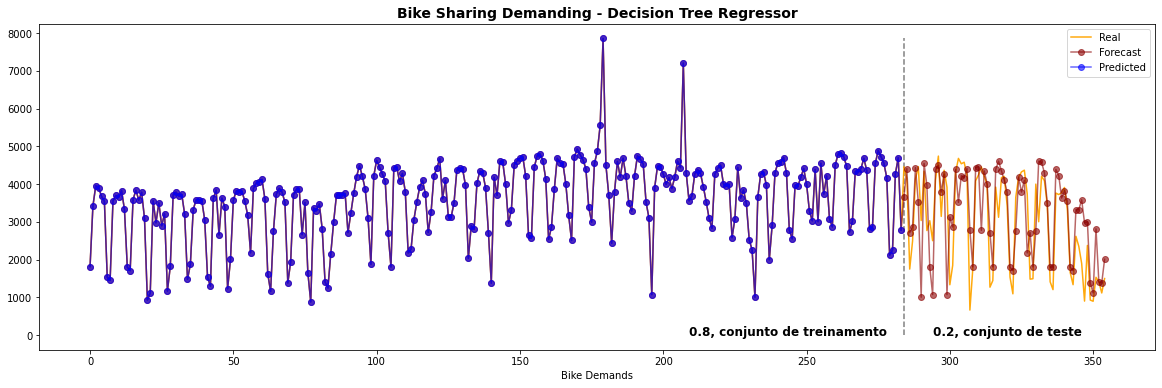 Bike Sharing Demanding - Decision Tree Regressor
8000
7000
6000
5000
4000
3000
2000
1000
0
Real
Forecast
Predicted
0.8, conjunto de treinamento
0.2, conjunto de teste
0
50
100
150
200
250
300
350
Bike Demands